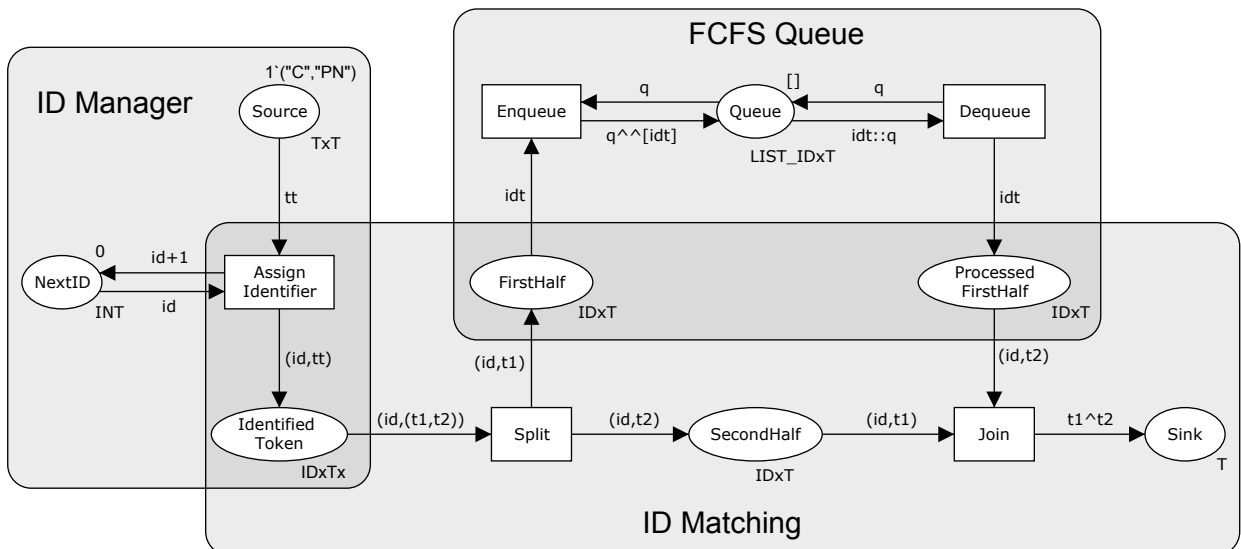 FCFS Queue
1`("C","PN")
ID Manager
Source
TxT
Enqueue
q
q^^[idt]
Queue
[]
LIST_IDxT
q
idt::q
Dequeue
tt
idt
idt
0
id+1
NextID
INT
id
Assign
Identifier
FirstHalf
IDxT
Processed
FirstHalf
IDxT
(id,tt)
(id,t1)
(id,t2)
Identified
Token
IDxTx
(id,(t1,t2))
Split
(id,t2)
SecondHalf
IDxT
(id,t1)
Join
t1^t2
Sink
T
ID Matching